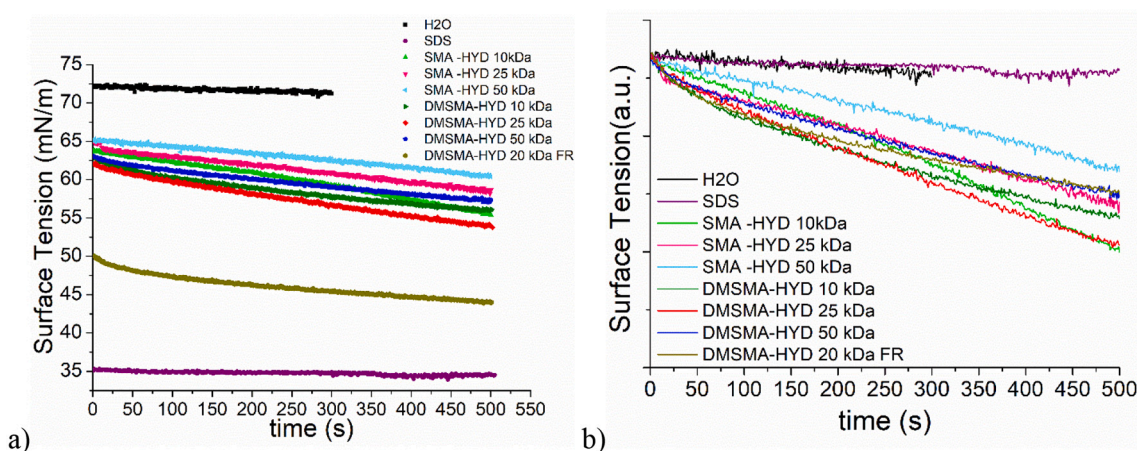 H2O
SDS
SMA -HYD 10kDa
SMA -HYD 25 kDa
SMA -HYD 50 kDa
DMSMA-HYD 10 kDa
DMSMA-HYD 25 kDa
DMSMA-HYD 50 kDa
DMSMA-HYD 20 kDa FR
Surface Tension (mN/m)
75
70
65
60
55
50
45
40
35
0 50 100 150 200 250 300 350 400 450 500 550
time (s)
a)
Surface Tension(a.u.)
H2O
SDS
SMA -HYD 10kDa
SMA -HYD 25 kDa
SMA -HYD 50 kDa
DMSMA-HYD 10 kDa
DMSMA-HYD 25 kDa
DMSMA-HYD 50 kDa
DMSMA-HYD 20 kDa FR
0 50 100 150 200 250 300 350 400 450 500
time (s)
b)